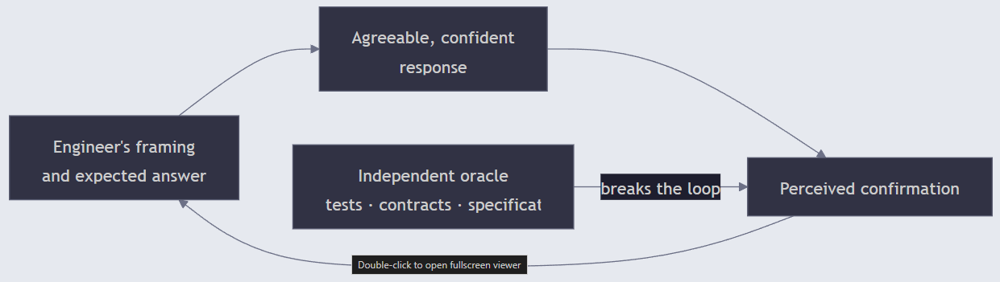 Agreeable, confident
response
Engineer's framing
and expected answer
Independent oracle
tests · contracts · specificat
breaks the loop
Perceived confirmation
Double-click to open fullscreen viewer